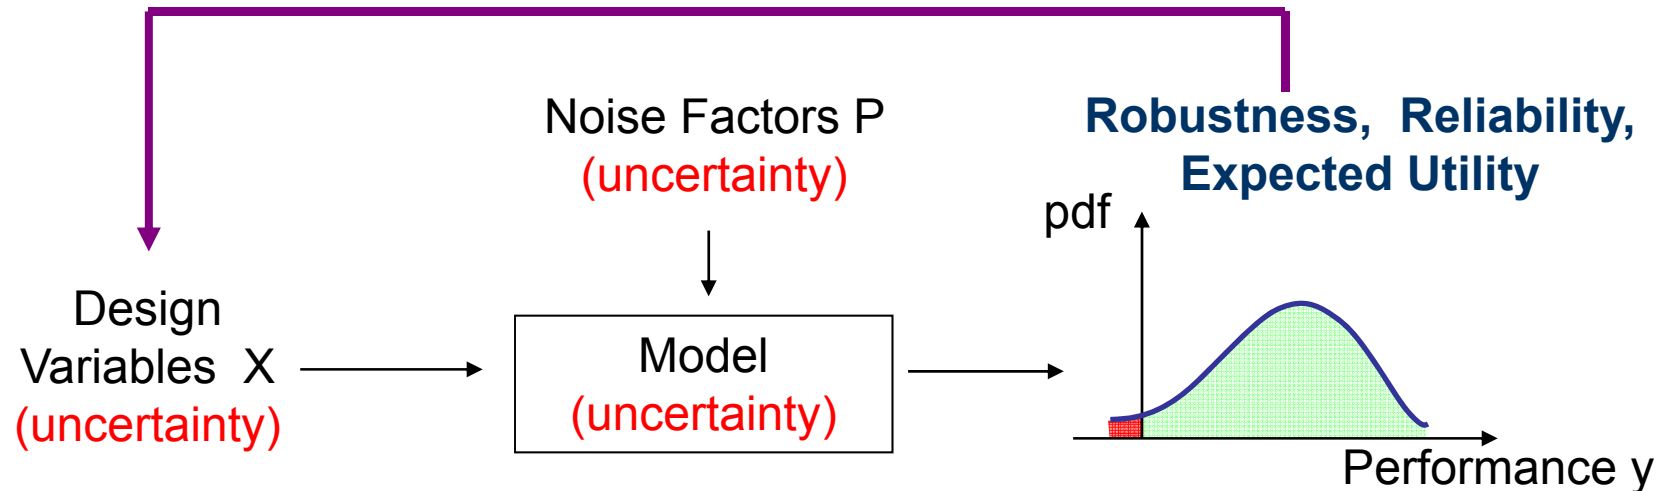 Noise Factors P
(uncertainty)
Robustness, Reliability,
Expected Utility
pdf
Design
Variables X
(uncertainty)
Model
(uncertainty)
Performance y